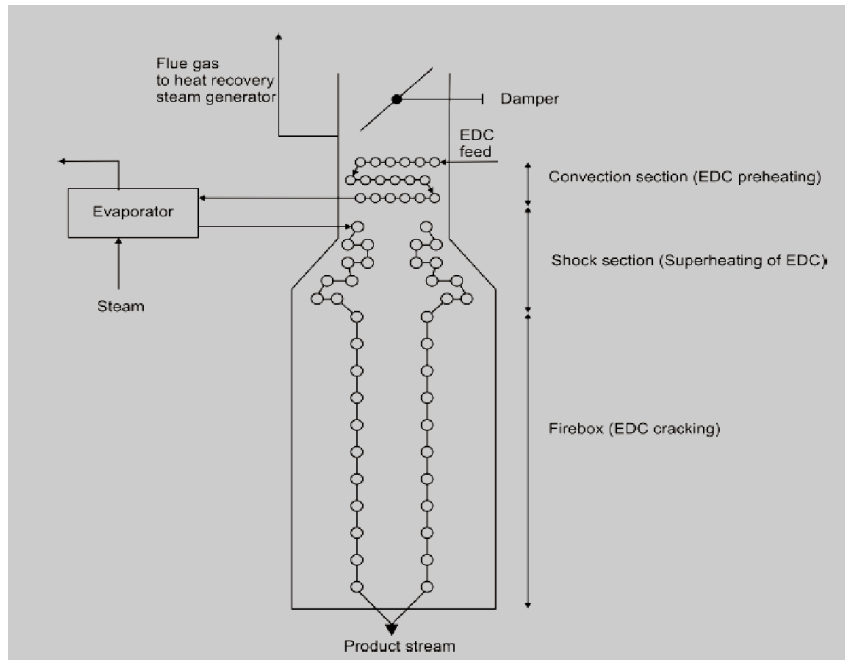 Flue gas
to heat recovery
steam generator
Damper
EDC
feed
Convection section (EDC preheating)
Evaporator
Shock section (Superheating of EDC)
Steam
Firebox (EDC cracking)
Product stream